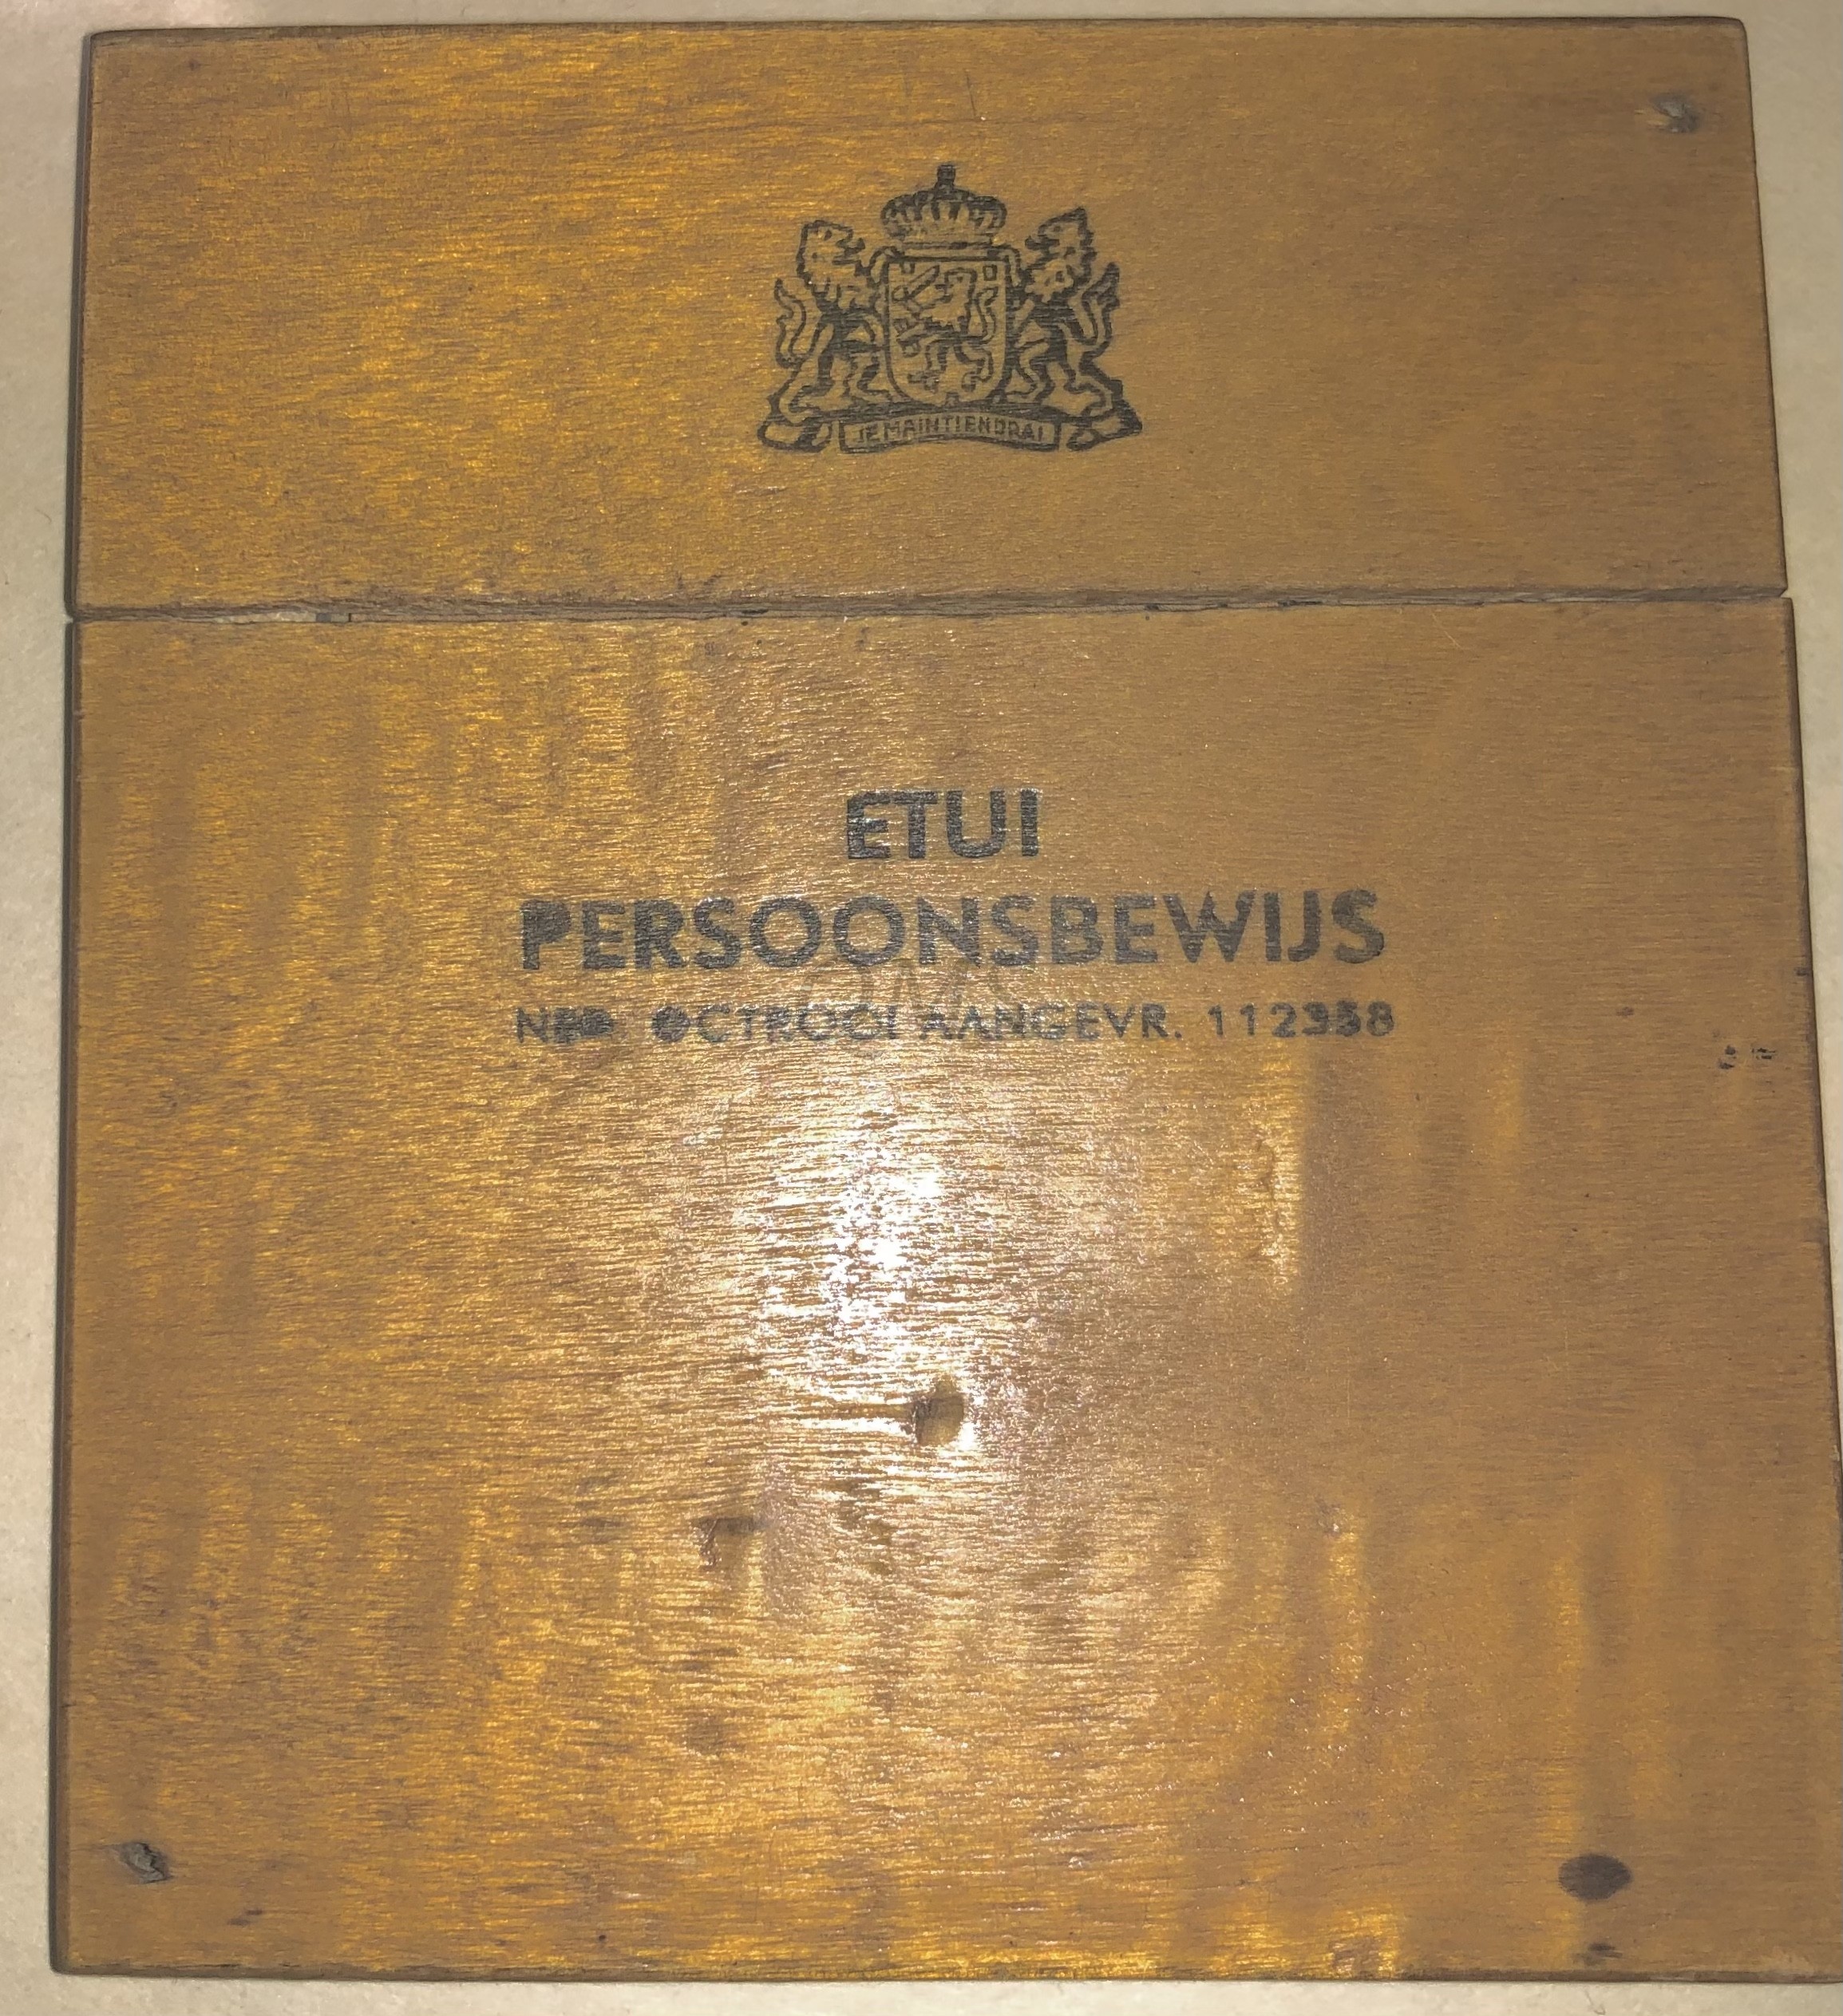 JE MAINTIENDRAI
ETUI
PERSOONSBEWIJS
NED. OCTROOI AANGEVR. 112358